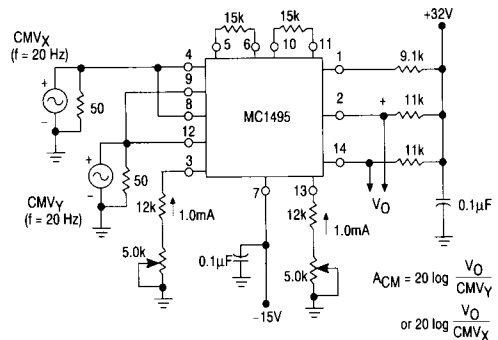 15k 15k
+32V
CMVX
(f = 20 Hz)
4 5 6 10 11 1
9.1k
+
9
50
8
2
+
11k
−
MC1495
12
14
11k
+
3
50
−
CMVY
(f = 20 Hz)
7 13
VO
12k
1.0mA
12k
1.0mA
0.1µF
5.0k
0.1µF
5.0k
−15V
ACM = 20 log VO
CMVY
or 20 log VO
CMVX